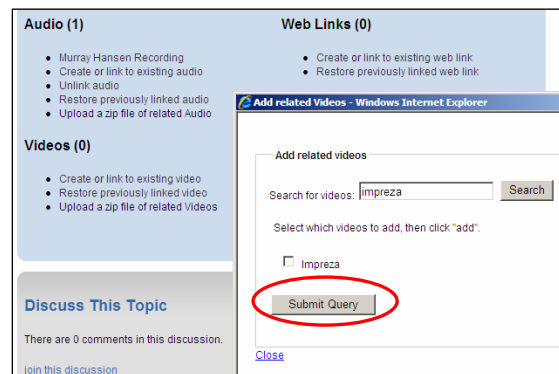 Audio (1)
Murray Hansen Recording
Create or link to existing audio
Unlink audio
Restore previously linked audio
Upload a zip file of related Audio
Videos (0)
Create or link to existing video
Restore previously linked video
Upload a zip file of related Videos
Web Links (0)
Create or link to existing web link
Restore previously linked web link
Discuss This Topic
There are 0 comments in this discussion.
join this discussion
Add related Videos - Windows Internet Explorer
Add related videos
Search for videos: impreza Search
Select which videos to add, then click "add".
Impreza
Submit Query
Close